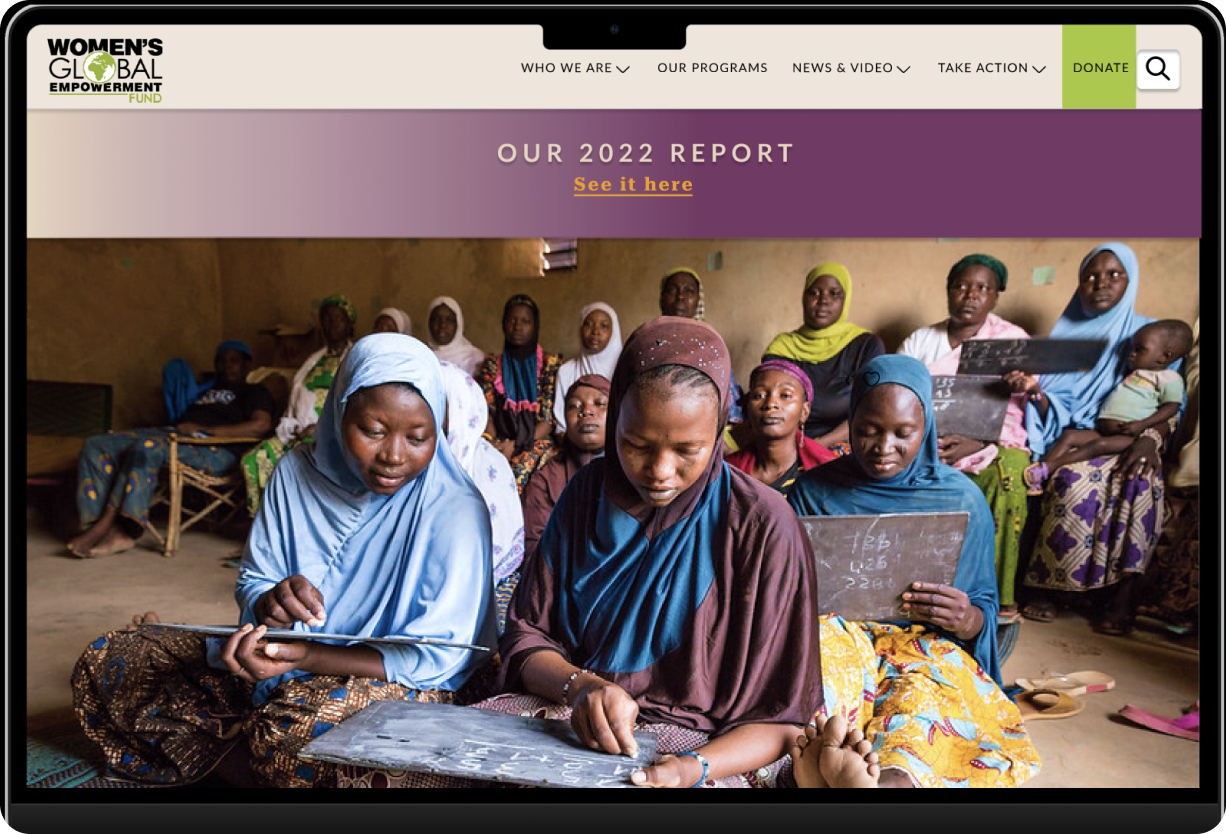 WOMEN'S
GLOBAL
EMPOWERMENT
FUND
WHO WE ARE
OUR PROGRAMS
NEWS & VIDEO
TAKE ACTION
DONATE
OUR 2022 REPORT
See it here